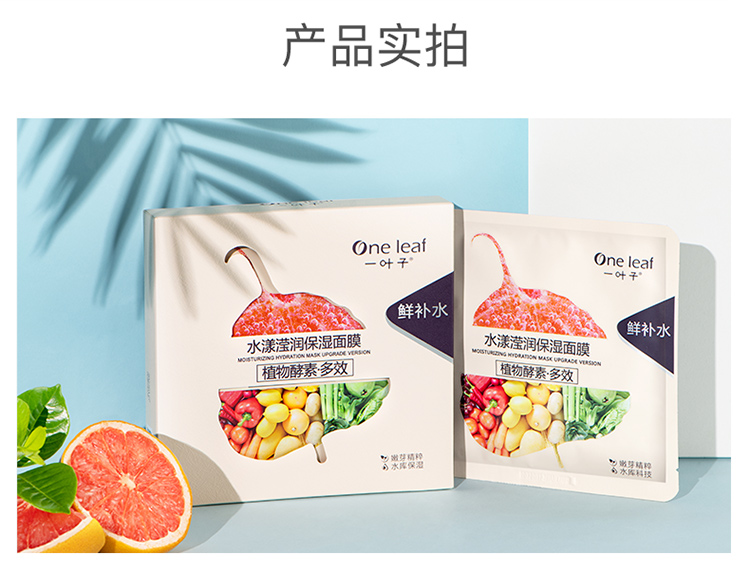 产品实拍
One leaf
一叶子®
鲜补水
水漾滢润保湿面膜
MOISTURIZING HYDRATION MASK UPGRADE VERSION
植物酵素·多效
嫩芽精粹
水库保湿
One leaf
一叶子®
鲜补水
水漾滢润保湿面膜
MOISTURIZING HYDRATION MASK UPGRADE VERSION
植物酵素·多效
嫩芽精粹
水库科技